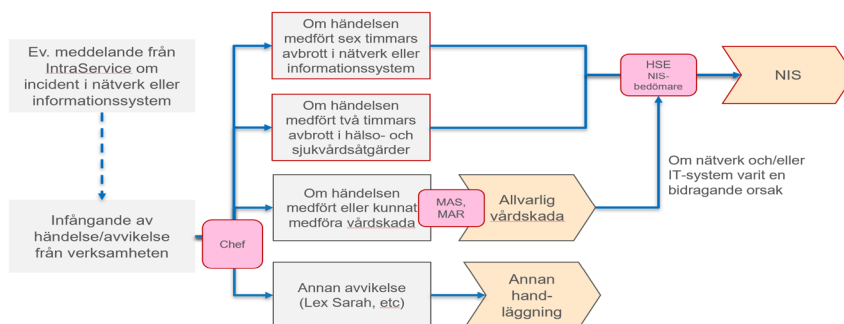 Ev. meddelande från
IntraService om
incident i nätverk eller
informationssystem
Infångande av
händelse/avvikelse
från verksamheten
Chef
Om händelsen
medfört sex timmars
avbrott i nätverk eller
informationssystem
Om händelsen
medfört två timmars
avbrott i hälso- och
sjukvårdsåtgärder
Om händelsen
medfört eller kunnat
medföra vårdskada
MAS,
MAR
Allvarlig
vårdskada
Annan avvikelse
(Lex Sarah, etc)
Annan
hand-
läggning
HSE
NIS-
bedömare
NIS
Om nätverk och/eller
IT-system varit en
bidragande orsak